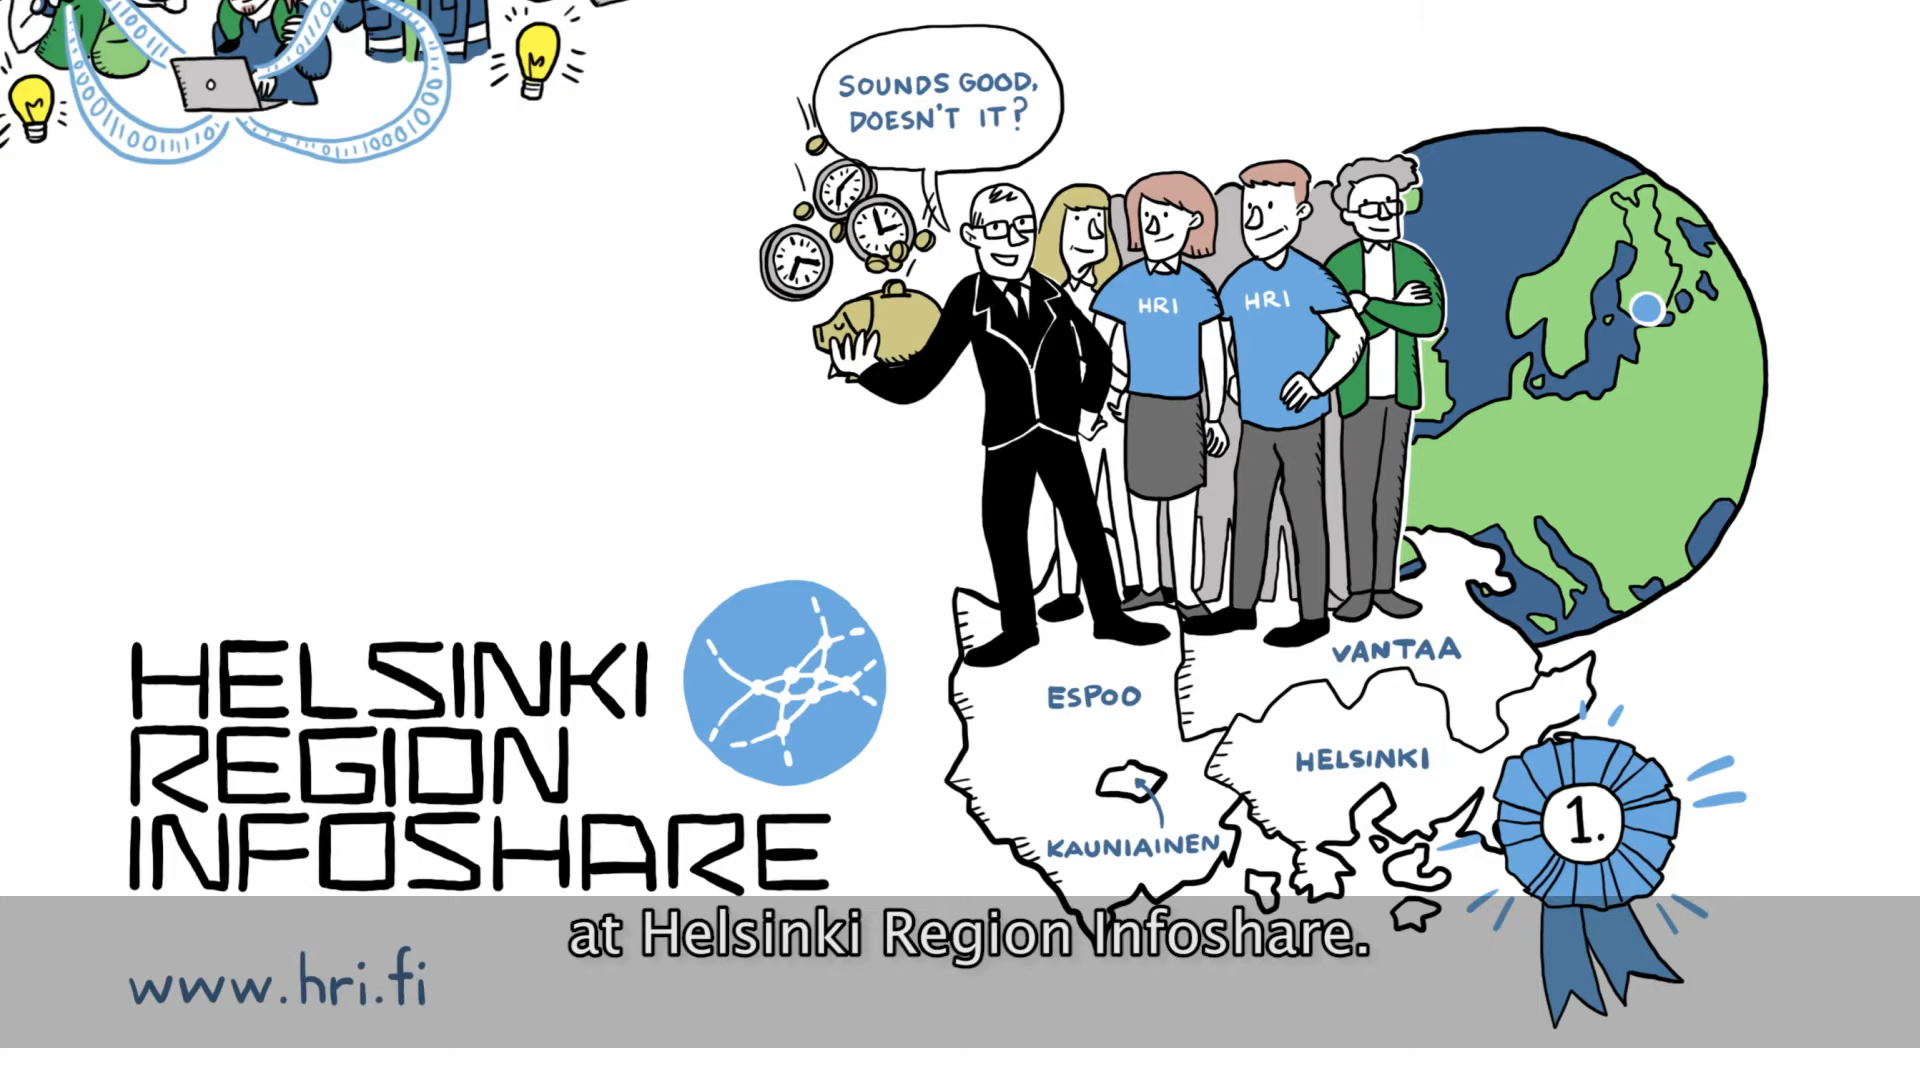 SOUNDS GOOD,
DOESN'T IT?
HRI
HRI
HELSINKI
REGION
INFOSHARE
VANTAA
ESPOO
HELSINKI
KAUNIAINEN
1.
at Helsinki Region Infoshare.
www.hri.fi